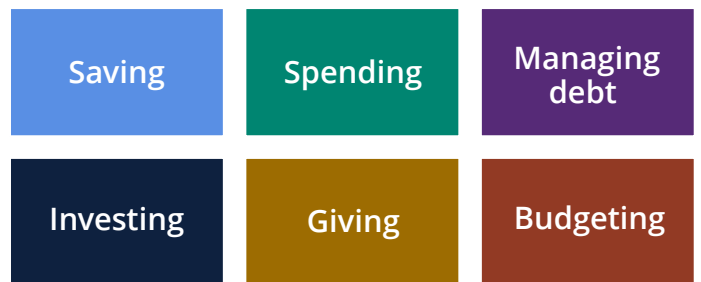 Saving
Spending
Managing
debt
Investing
Giving
Budgeting